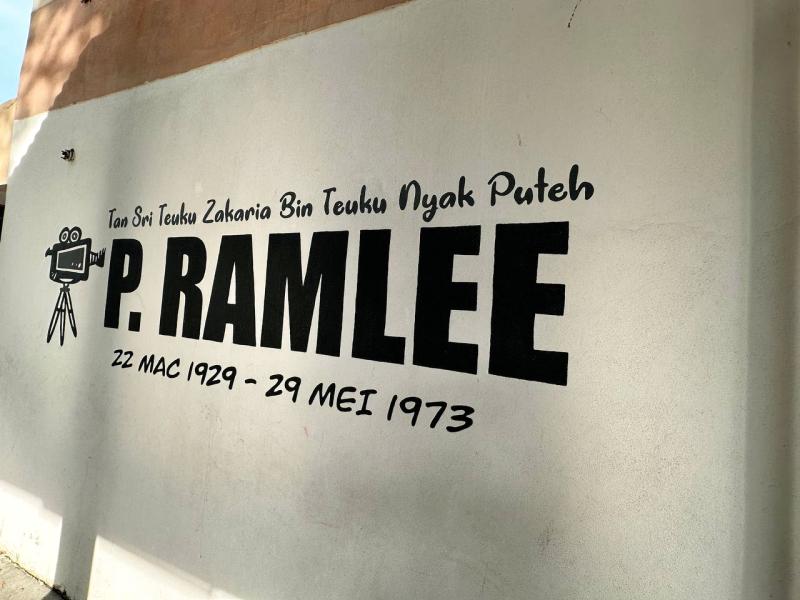 Tan Sri Teuku Zakaria Bin Teuku Nyak Puteh
P. RAMLEE
22 MAC 1929 - 29 MEI 1973